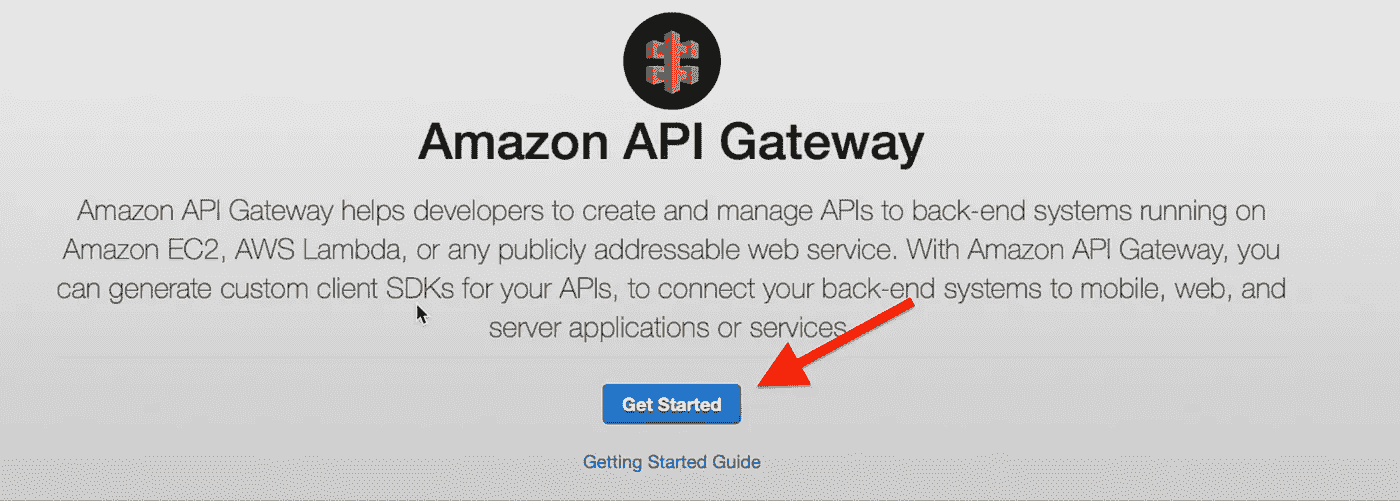 Amazon API Gateway
Amazon API Gateway helps developers to create and manage APIs to back-end systems running on
Amazon EC2, AWS Lambda, or any publicly addressable web service. With Amazon API Gateway, you
can generate custom client SDKs for your APIs, to connect your back-end systems to mobile, web, and
server applications or services.
Get Started
Getting Started Guide